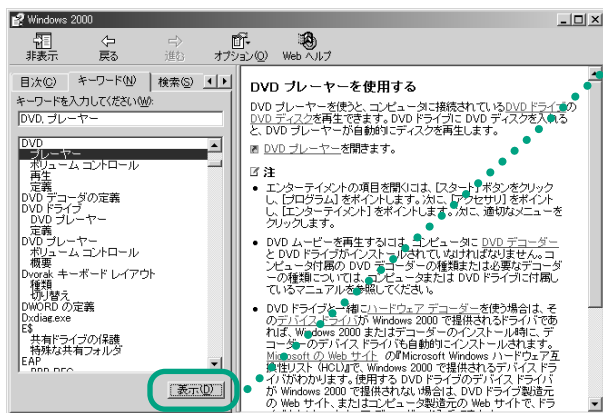 Windows 2000
非表示 戻る 進む オプション(O) Web ヘルプ
目次(C) キーワード(N) 検索(S)
キーワードを入力してください(W):
DVD, プレーヤー
DVD
プレーヤー
ボリューム コントロール
再生
定義
DVD デコーダの定義
DVD ドライブ
DVD プレーヤー
定義
DVD プレーヤー
ボリューム コントロール
概要
Dvorak キーボード レイアウト
種類
切り替え
DWORD の定義
Dxdiag.exe
E$
共有ドライブの保護
特殊な共有フォルダ
EAP
表示(D)
DVD プレーヤーを使用する
DVD プレーヤーを使うと、コンピュータに接続されているDVD ドライブの
DVD ディスクを再生できます。DVD ドライブに DVD ディスクを入れる
と、DVD プレーヤーが自動的にディスクを再生します。
DVD プレーヤーを開きます。
注
• エンターテイメントの項目を開くには、[スタート] ボタンをクリック
し、[プログラム] をポイントします。次に、[アクセサリ] をポイント
し、[エンターテイメント] をポイントします。次に、適切なメニューを
クリックします。
• DVD ムービーを再生するには、コンピュータに DVD デコーダー
と DVD ドライブがインストールされていなければなりません。コ
ンピュータ付属の DVD デコーダーの種類または必要なデコーダ
ーの種類については、コンピュータまたは DVD ドライブに付属し
ているマニュアルを参照してください。
• DVD ドライブと一緒にハードウェア デコーダーを使う場合は、そ
のデバイス ドライバが Windows 2000 で提供されるドライバであ
れば、Windows 2000 またはデコーダーのインストール時に、デ
コーダーのデバイス ドライバも自動的にインストールされます。
Microsoft の Web サイト の『Microsoft Windows ハードウェア互
換性リスト (HCL)』で、Windows 2000 で提供されるデバイス ドラ
イバがわかります。使用する DVD ドライブのデバイス ドライバ
が Windows 2000 で提供されない場合は、DVD ドライブ製造元
の Web サイト、またはコンピュータ製造元の Web サイトで、ドラ